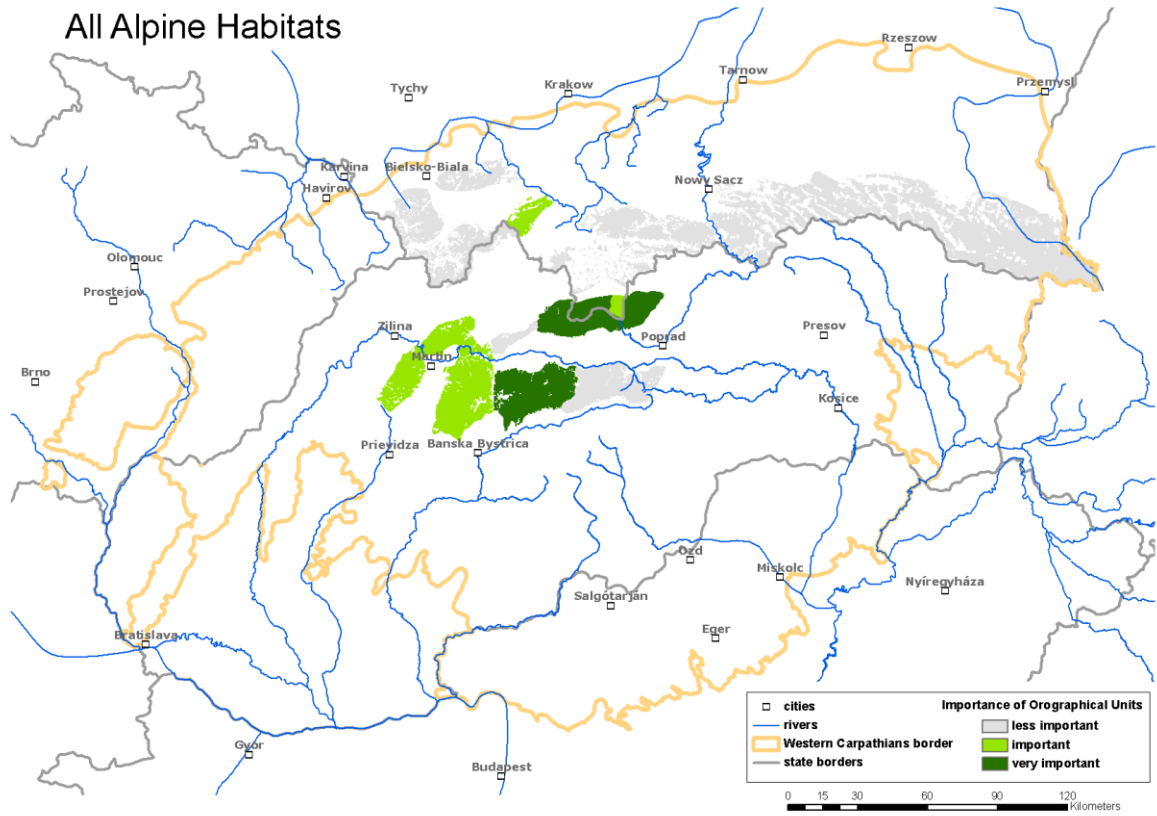 All Alpine Habitats
Rzeszow
Tarnow
Tychy
Krakow
Przemysl
Karvina
Bielsko-Biala
Havirov
Nowy Sacz
Olomouc
Prostejov
Zilina
Presov
Poprad
Martin
Brno
Kosice
Prievidza
Banska Bystrica
Ozd
Miskolc
Nyíregyháza
Salgótarján
Eger
Bratislava
Gyor
Budapest
cities
rivers
Western Carpathians border
state borders
Importance of Orographical Units
less important
important
very important
0 15 30 60 90 120
Kilometers